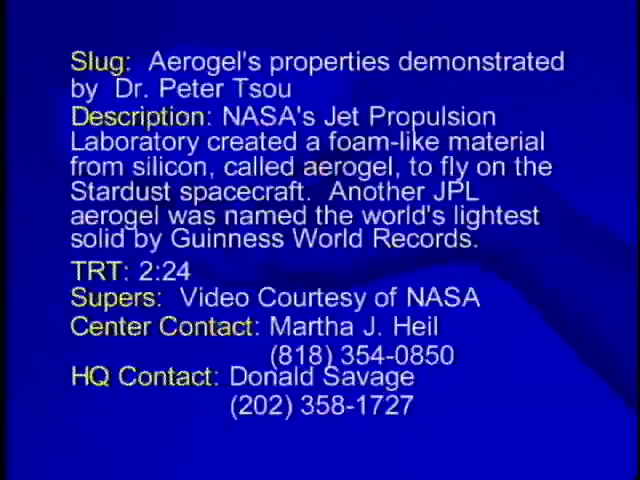 Slug: Aerogel's properties demonstrated
by Dr. Peter Tsou
Description: NASA's Jet Propulsion
Laboratory created a foam-like material
from silicon, called aerogel, to fly on the
Stardust spacecraft. Another JPL
aerogel was named the world's lightest
solid by Guinness World Records.
TRT: 2:24
Supers: Video Courtesy of NASA
Center Contact: Martha J. Heil
(818) 354-0850
HQ Contact: Donald Savage
(202) 358-1727